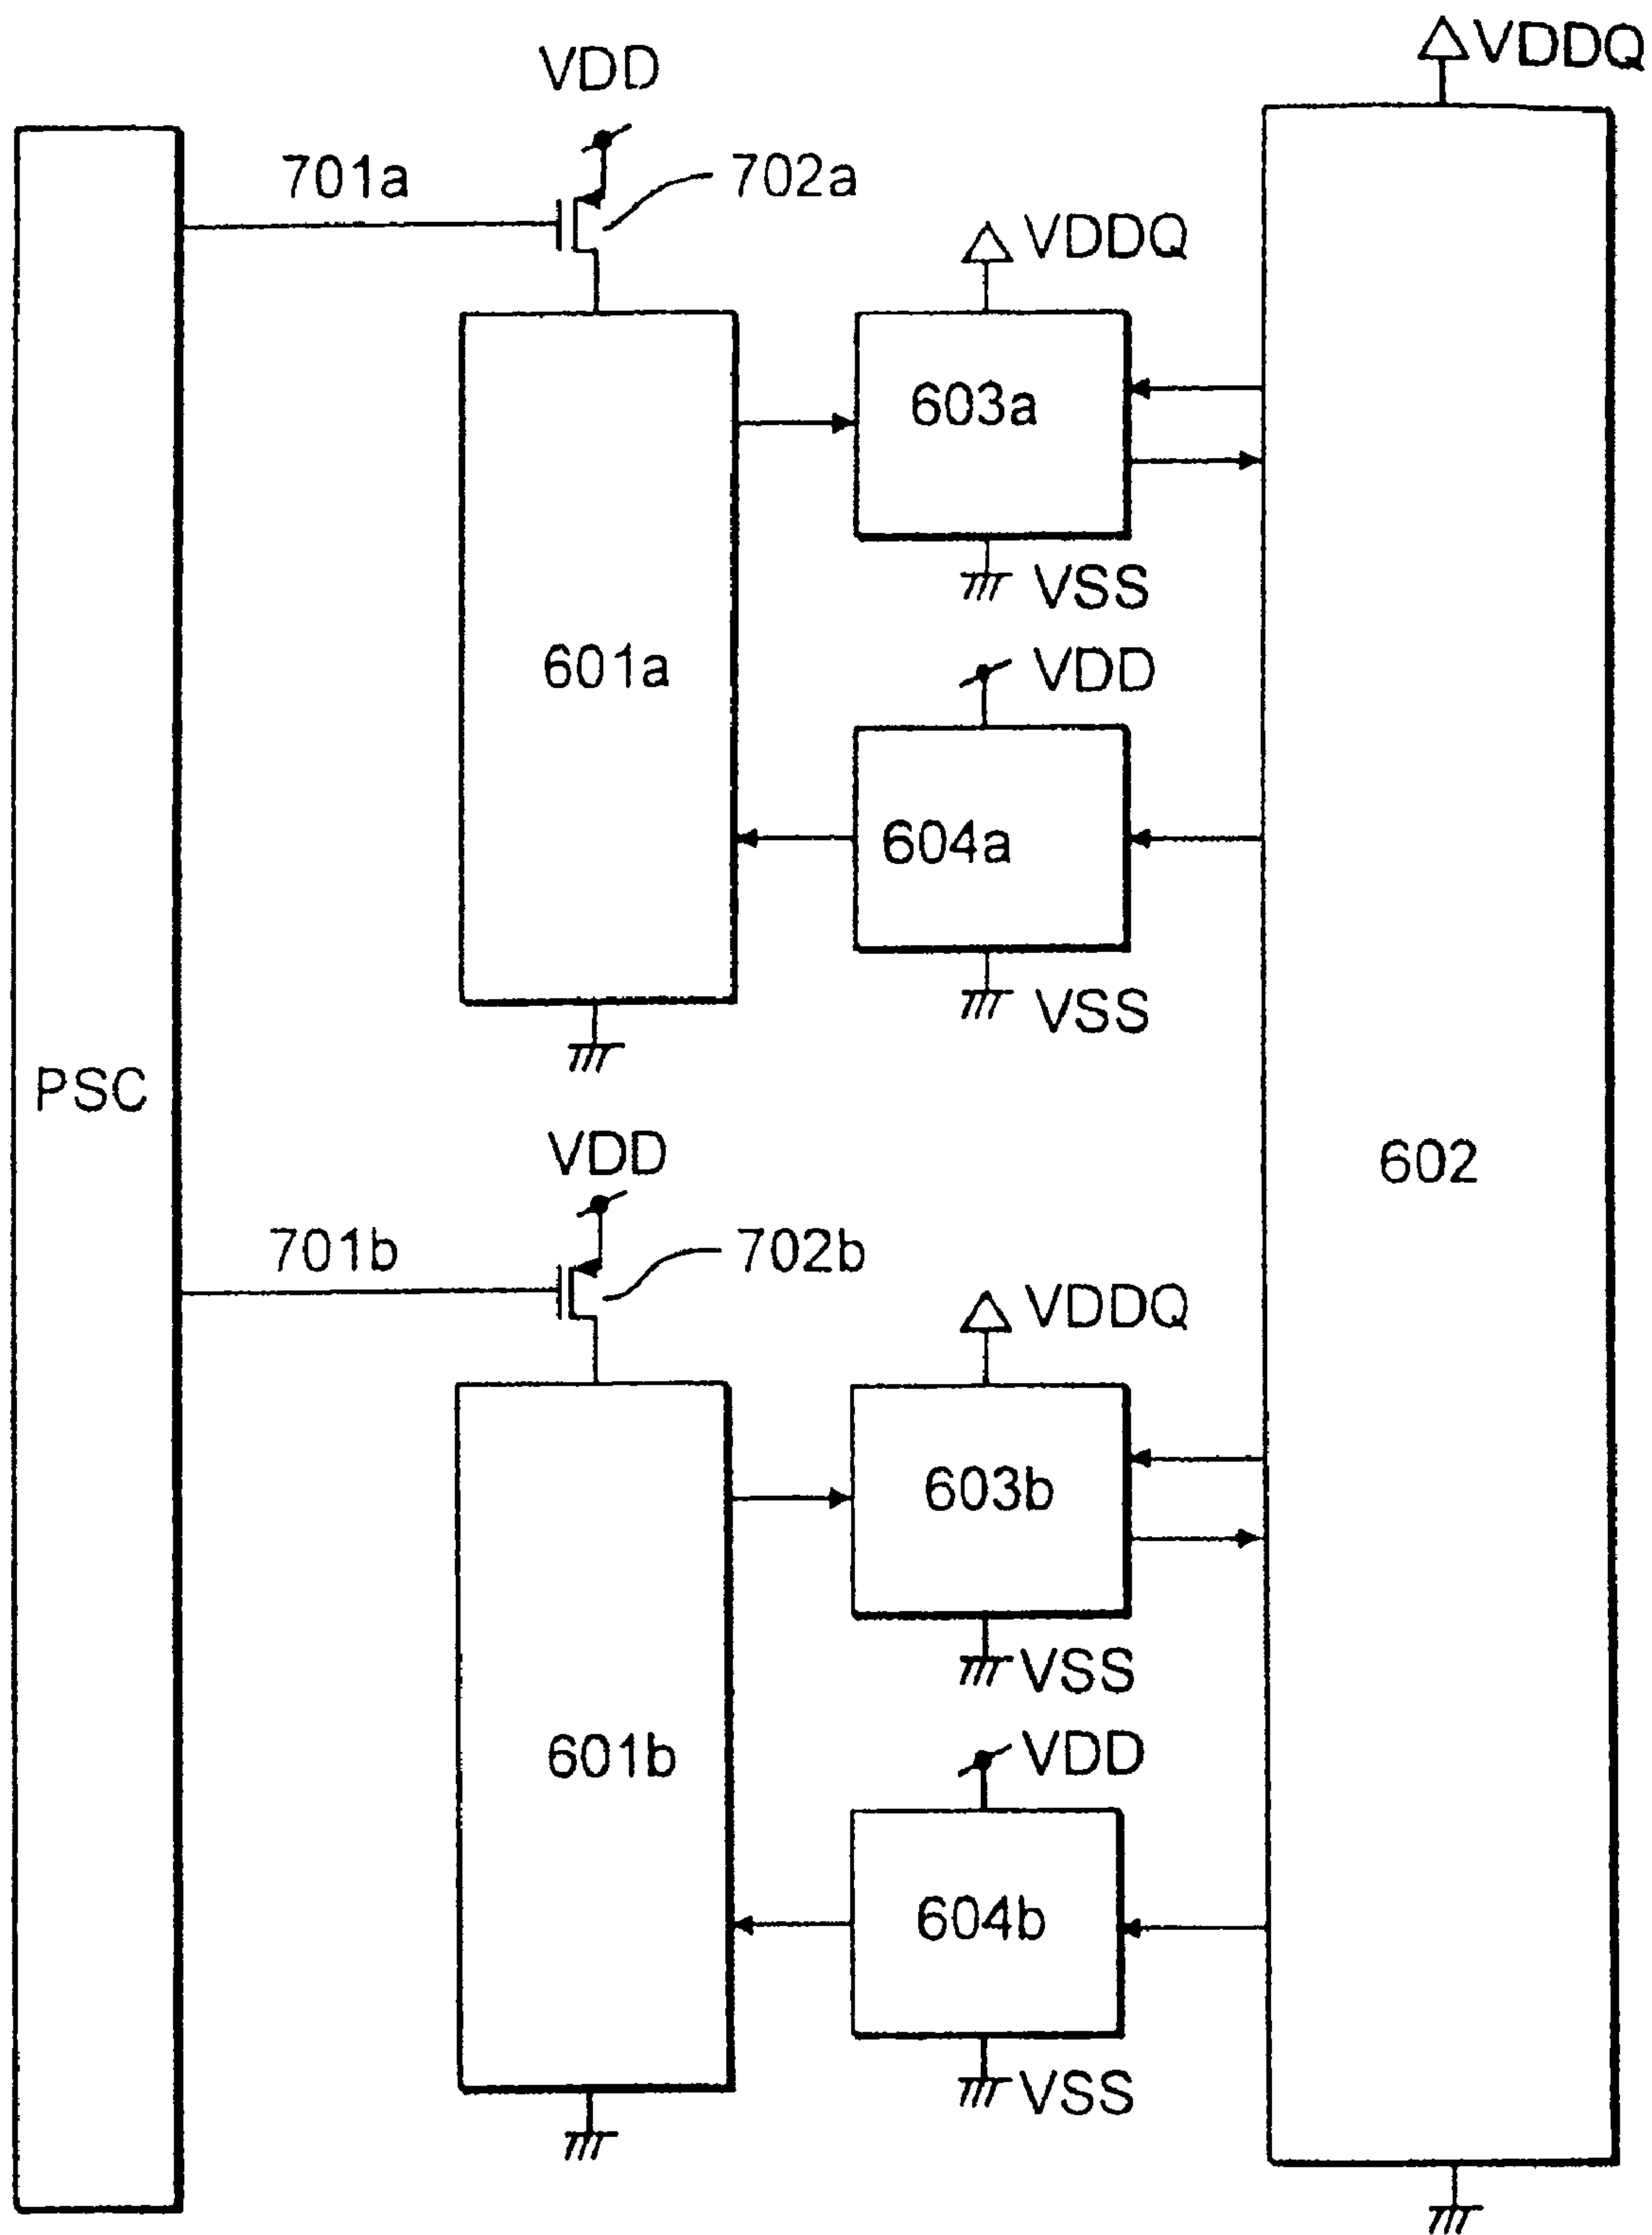 VDDQ
VDD
701a
702a
VDDQ
603a
VSS
601a
VDD
604a
VSS
PSC
VDD
602
701b
702b
VDDQ
603b
VSS
601b
VDD
604b
VSS